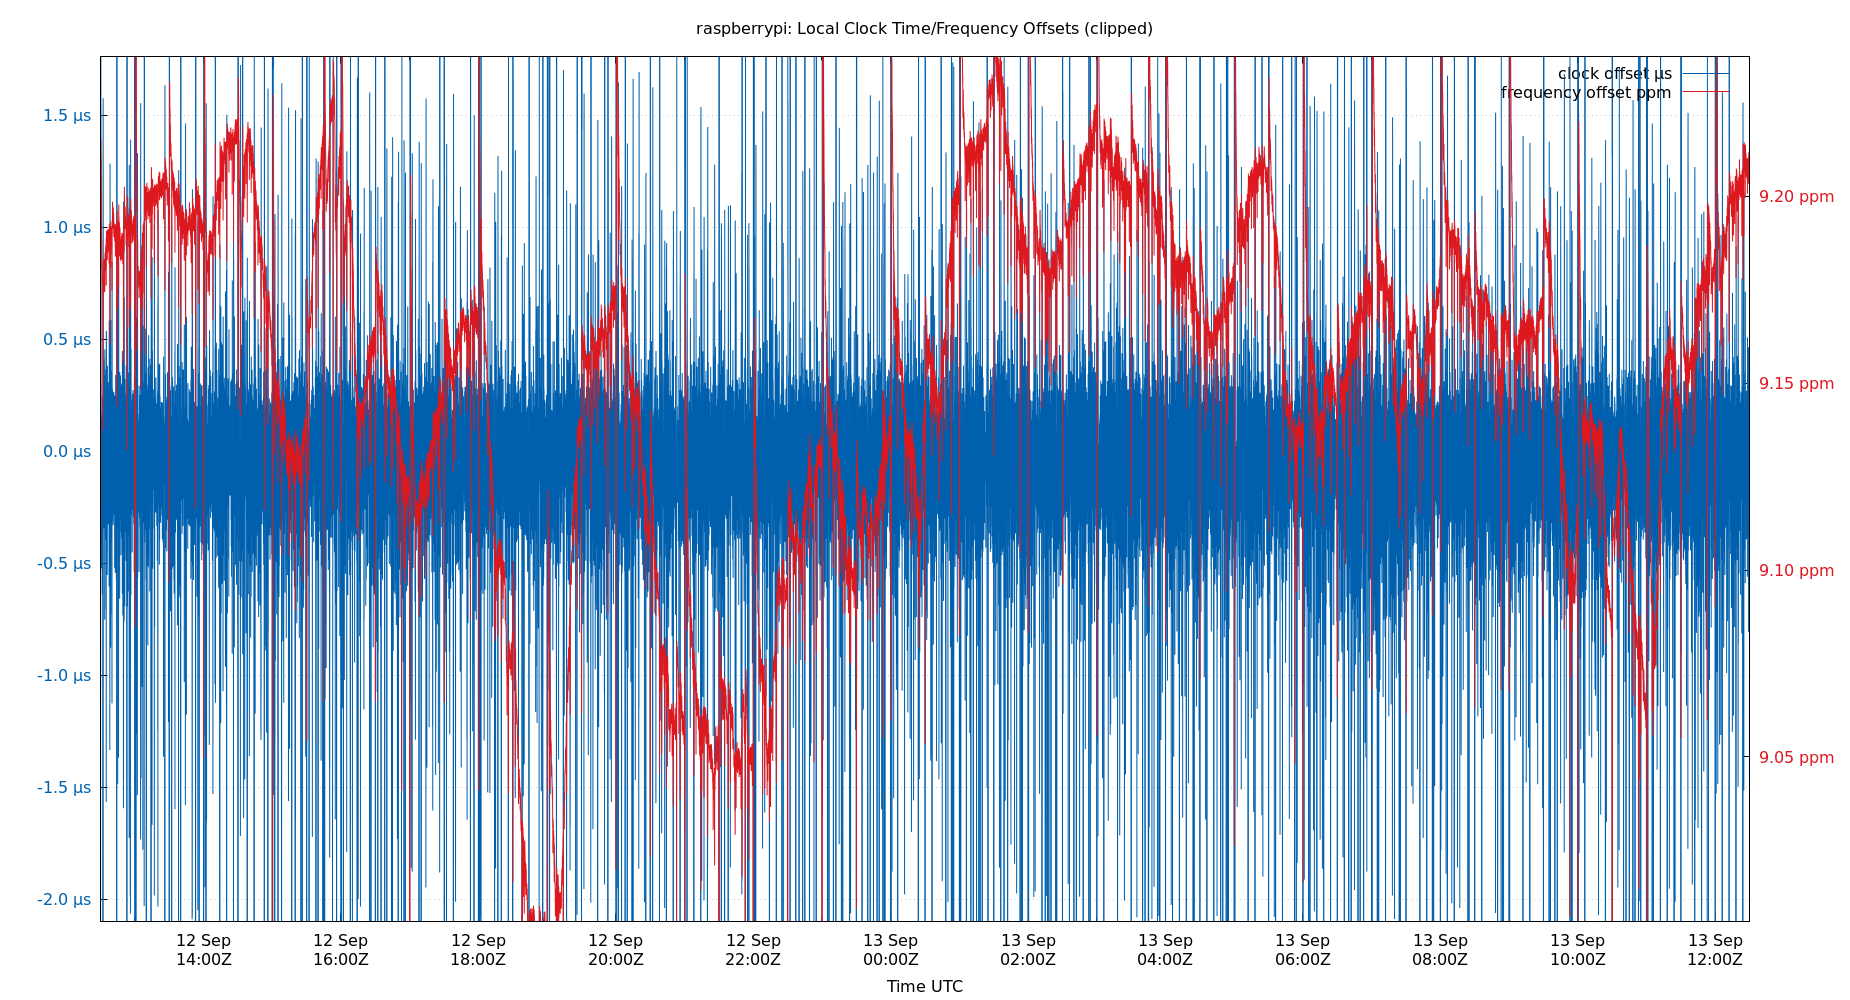 raspberrypi: Local Clock Time/Frequency Offsets (clipped)
clock offset µs
frequency offset ppm
1.5 µs
1.0 µs
0.5 µs
0.0 µs
-0.5 µs
-1.0 µs
-1.5 µs
-2.0 µs
9.20 ppm
9.15 ppm
9.10 ppm
9.05 ppm
12 Sep 12 Sep 12 Sep 12 Sep 12 Sep 13 Sep 13 Sep 13 Sep 13 Sep 13 Sep 13 Sep 13 Sep
14:00Z 16:00Z 18:00Z 20:00Z 22:00Z 00:00Z 02:00Z 04:00Z 06:00Z 08:00Z 10:00Z 12:00Z
Time UTC